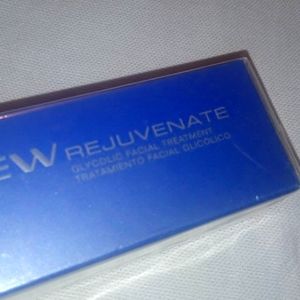 EW REJUVENATE
GLYCOLIC FACIAL TREATMENT
TRATAMIENTO FACIAL GLICÓLICO